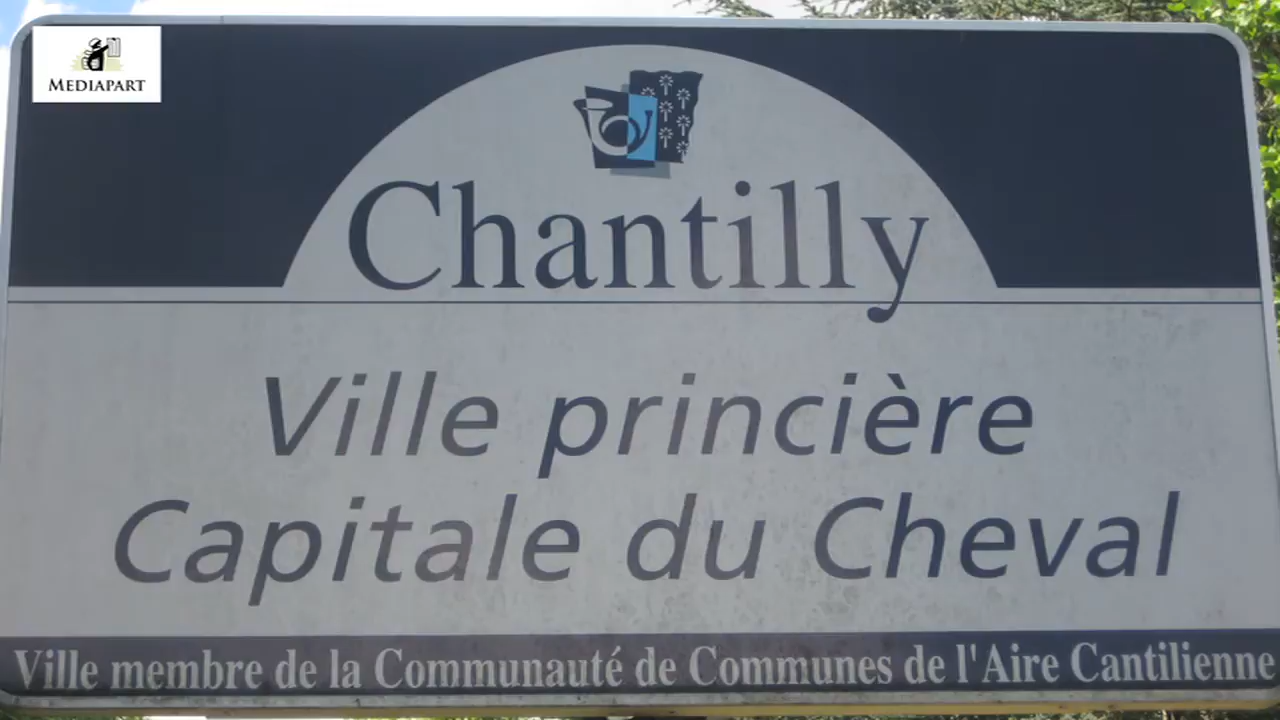 MEDIAPART
Chantilly
Ville princière
Capitale du Cheval
Ville membre de la Communauté de Communes de l'Aire Cantilienne